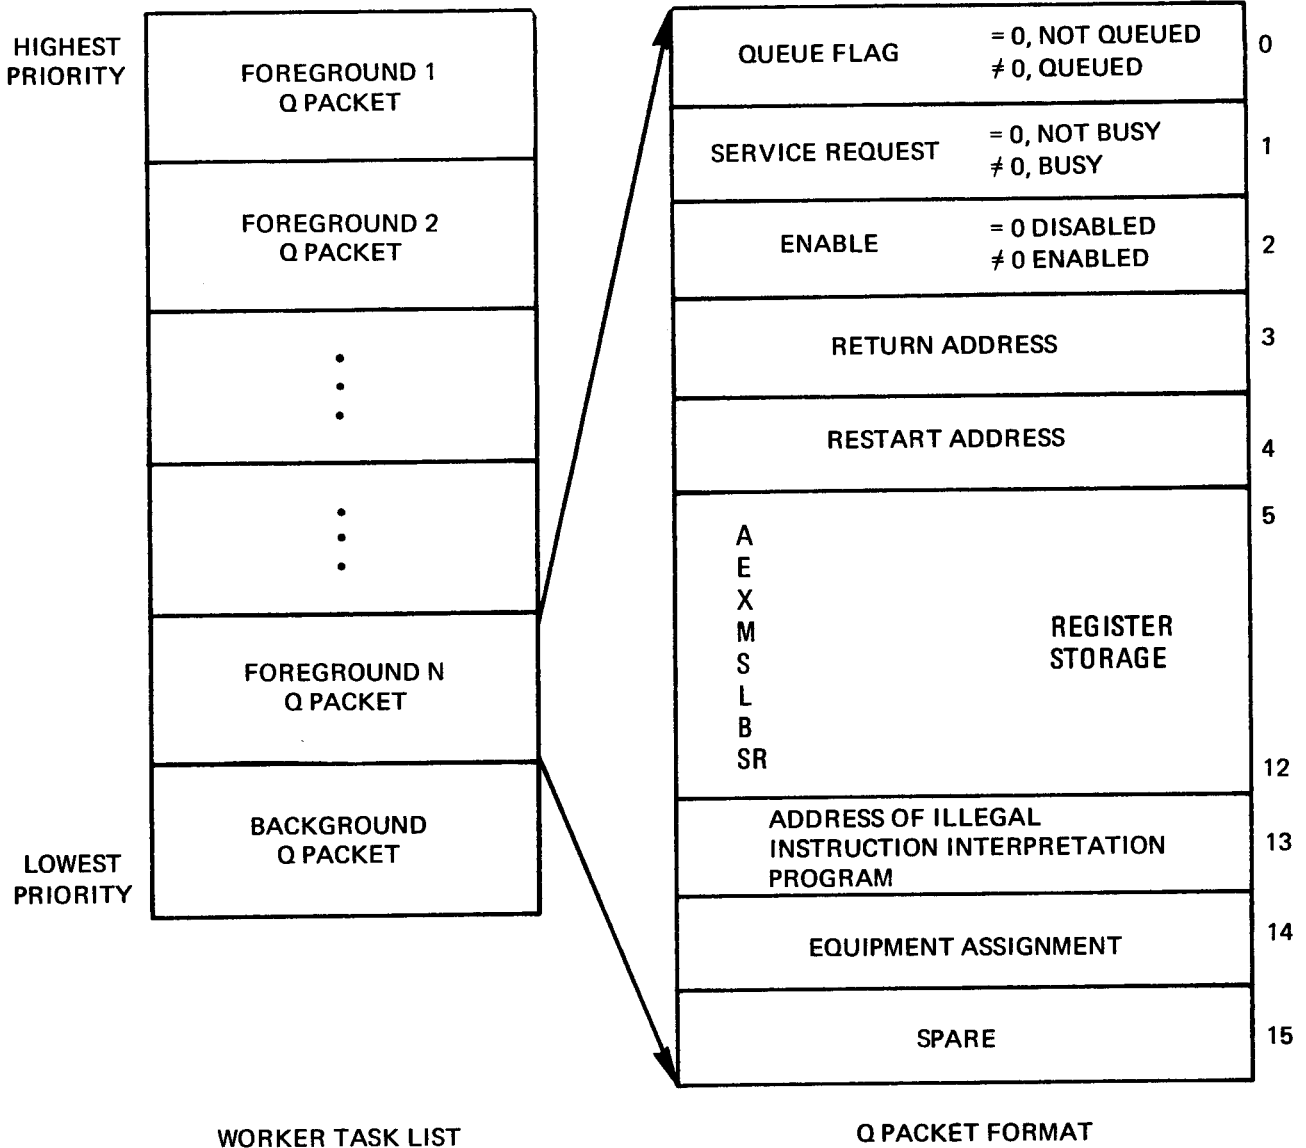 HIGHEST
PRIORITY
FOREGROUND 1
Q PACKET
FOREGROUND 2
Q PACKET
FOREGROUND N
Q PACKET
BACKGROUND
Q PACKET
LOWEST
PRIORITY
WORKER TASK LIST
QUEUE FLAG = 0, NOT QUEUED
≠ 0, QUEUED
0
SERVICE REQUEST = 0, NOT BUSY
≠ 0, BUSY
1
ENABLE = 0 DISABLED
≠ 0 ENABLED
2
RETURN ADDRESS
3
RESTART ADDRESS
4
5
A
E
X
M
S
L
B
SR
REGISTER
STORAGE
12
ADDRESS OF ILLEGAL
INSTRUCTION INTERPRETATION
PROGRAM
13
EQUIPMENT ASSIGNMENT
14
SPARE
15
Q PACKET FORMAT